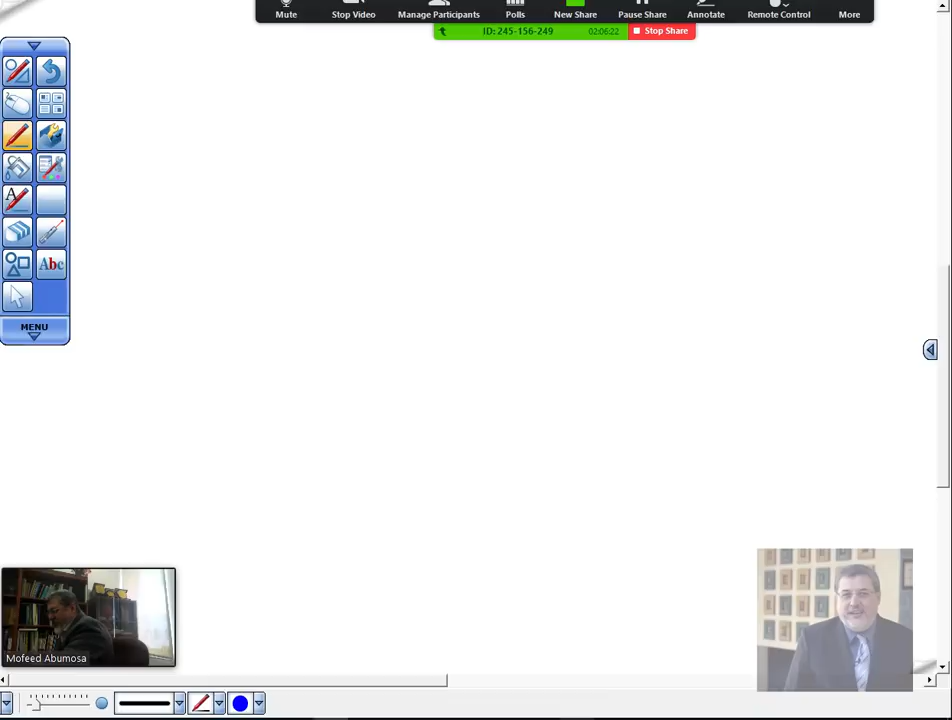 Mute Stop Video Manage Participants Polls New Share Pause Share Annotate Remote Control More
ID: 245-156-249 02:06:22 Stop Share
A
Abc
MENU
Mofeed Abumosa